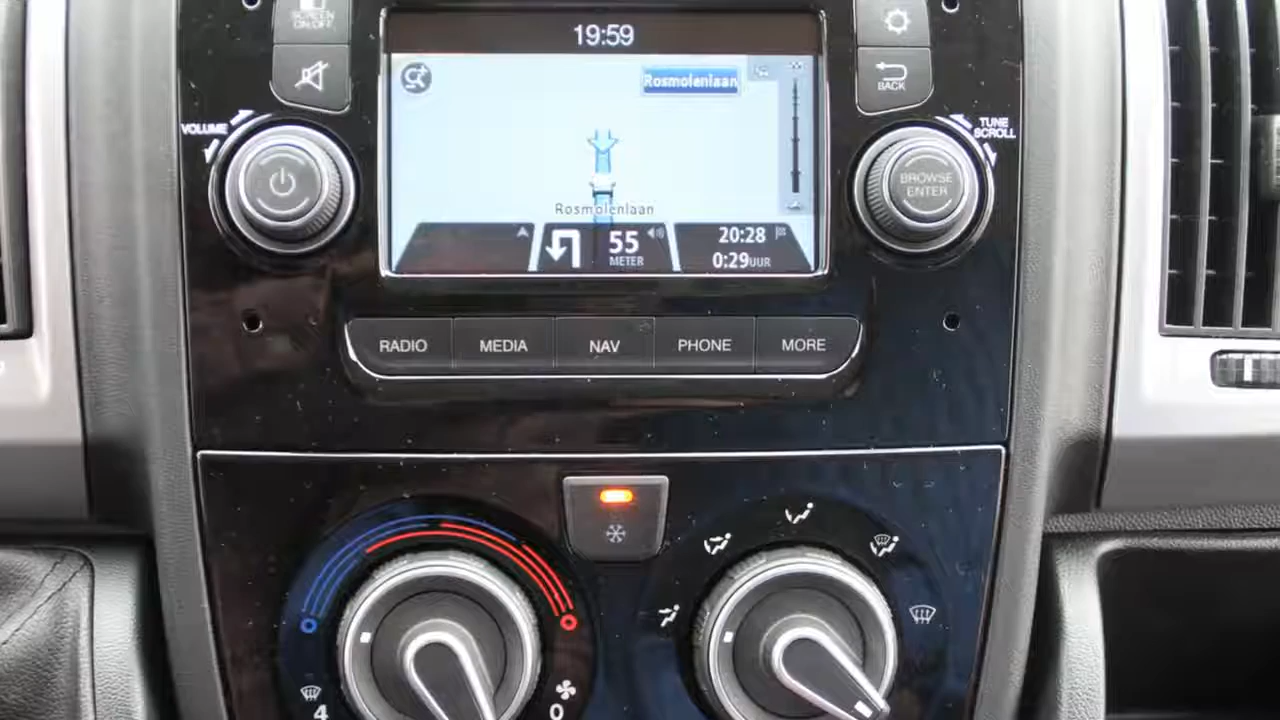 SCREEN
ON/OFF
19:59
BACK
VOLUME
TUNE
SCROLL
Rosmolenlaan
BROWSE
ENTER
Rosmolenlaan
55
METER
20:28
0:29UUR
RADIO
MEDIA
NAV
PHONE
MORE
4
0